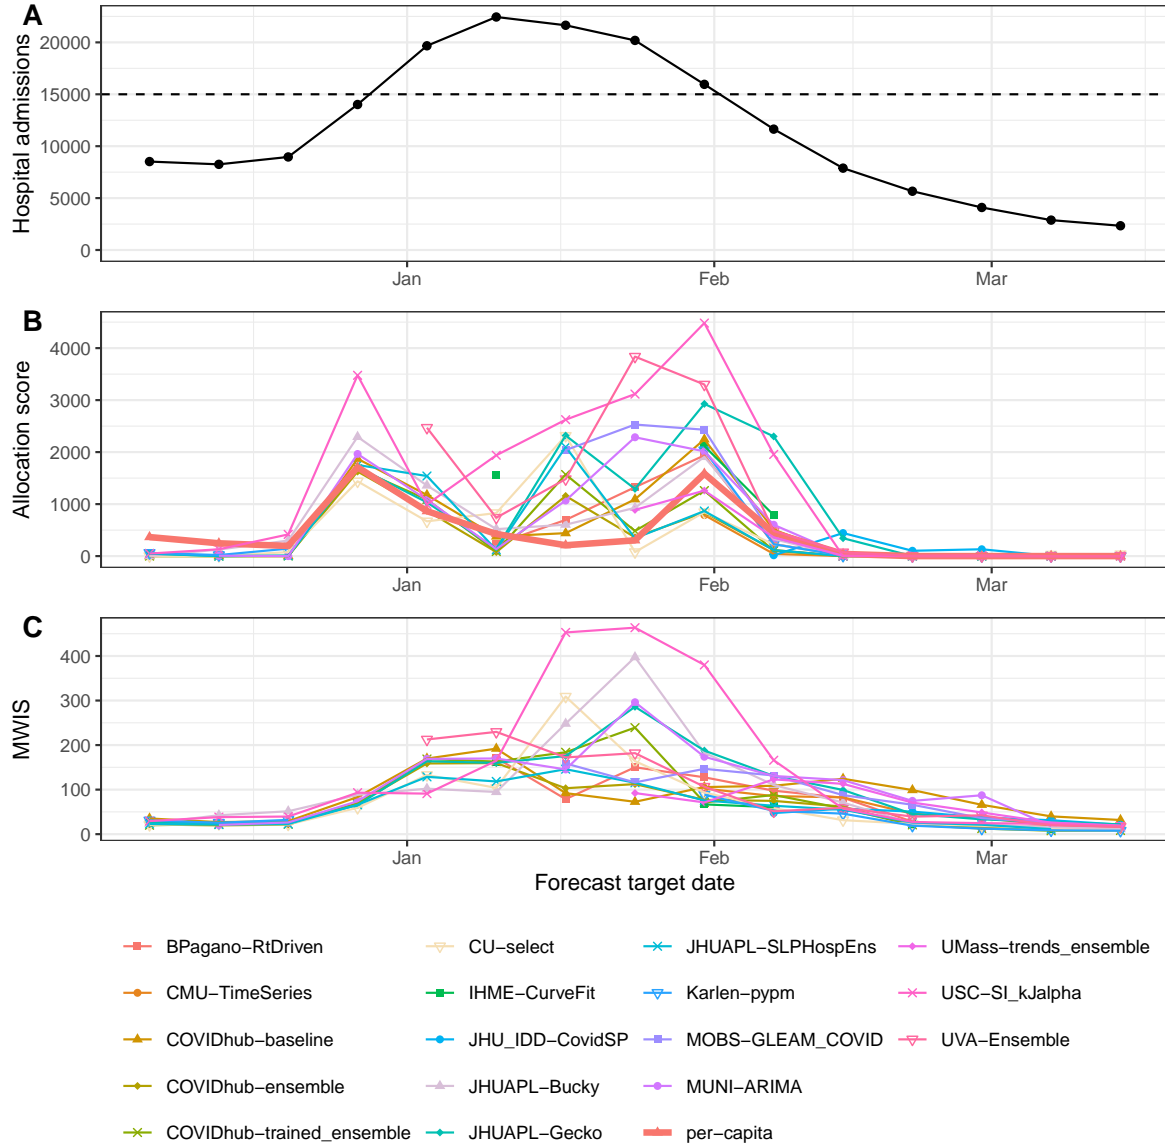 A
Hospital admissions
20000
15000
10000
5000
0
Jan
Feb
Mar
B
Allocation score
4000
3000
2000
1000
0
Jan
Feb
Mar
C
MWIS
400
300
200
100
0
Jan
Feb
Mar
Forecast target date
BPagano−RtDriven
CMU−TimeSeries
COVIDhub−baseline
COVIDhub−ensemble
COVIDhub−trained_ensemble
CU−select
IHME−CurveFit
JHU_IDD−CovidSP
JHUAPL−Bucky
JHUAPL−Gecko
JHUAPL−SLPHospEns
Karlen−pypm
MOBS−GLEAM_COVID
MUNI−ARIMA
per−capita
UMass−trends_ensemble
USC−SI_kJalpha
UVA−Ensemble